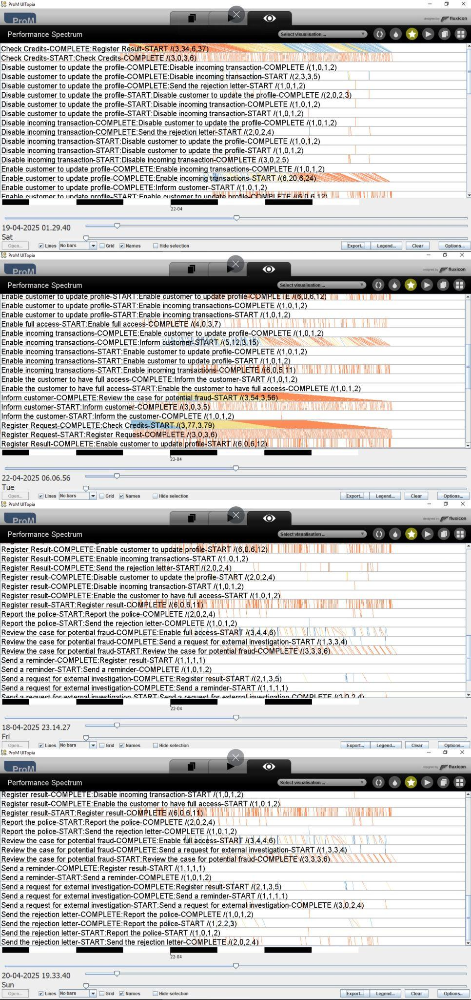 ProM UITopia
ProM
designed by fluxicon
Performance Spectrum
Select visualisation ...
Check Credits-COMPLETE:Register Result-START /(3,34,6,37)
Check Credits-START:Check Credits-COMPLETE /(3,0,3,6)
Disable customer to update the profile-COMPLETE:Disable incoming transaction-COMPLETE /(1,0,1,2)
Disable customer to update the profile-COMPLETE:Disable incoming transaction-START /(2,3,3,5)
Disable customer to update the profile-COMPLETE:Send the rejection letter-START /(1,0,1,2)
Disable customer to update the profile-START:Disable customer to update the profile-COMPLETE /(2,0,2,3)
Disable customer to update the profile-START:Disable incoming transaction-COMPLETE /(1,0,1,2)
Disable customer to update the profile-START:Disable incoming transaction-START /(1,0,1,2)
Disable incoming transaction-COMPLETE:Disable customer to update the profile-COMPLETE /(1,0,1,2)
Disable incoming transaction-COMPLETE:Send the rejection letter-START /(2,0,2,4)
Disable incoming transaction-START:Disable customer to update the profile-COMPLETE /(1,0,1,2)
Disable incoming transaction-START:Disable customer to update the profile-START /(1,0,1,2)
Disable incoming transaction-START:Disable incoming transaction-COMPLETE /(3,0,2,5)
Enable customer to update profile-COMPLETE:Enable incoming transactions-COMPLETE /(1,0,1,2)
Enable customer to update profile-COMPLETE:Enable incoming transactions-START /(6,20,6,24)
Enable customer to update profile-COMPLETE:Inform customer-START /(1,0,1,2)
Enable customer to update profile-START:Enable customer to update profile-COMPLETE /(6,0,6,12)
22-04
19-04-2025 01.29.40
Sat
Open... Lines No bars Grid Names Hide selection Export... Legend... Clear Options...
ProM UITopia
ProM
designed by fluxicon
Performance Spectrum
Select visualisation ...
Enable customer to update profile-START:Enable customer to update profile-COMPLETE /(6,0,6,12)
Enable customer to update profile-START:Enable incoming transactions-COMPLETE /(1,0,1,2)
Enable customer to update profile-START:Enable incoming transactions-START /(1,0,1,2)
Enable full access-START:Enable full access-COMPLETE /(4,0,3,7)
Enable incoming transactions-COMPLETE:Enable customer to update profile-COMPLETE /(1,0,1,2)
Enable incoming transactions-COMPLETE:Inform customer-START /(5,12,3,15)
Enable incoming transactions-START:Enable customer to update profile-COMPLETE /(1,0,1,2)
Enable incoming transactions-START:Enable customer to update profile-START /(1,0,1,2)
Enable incoming transactions-START:Enable incoming transactions-COMPLETE /(6,0,5,11)
Enable the customer to have full access-COMPLETE:Inform the customer-START /(1,0,1,2)
Enable the customer to have full access-START:Enable the customer to have full access-COMPLETE /(1,0,1,2)
Inform customer-COMPLETE:Review the case for potential fraud-START /(3,54,3,56)
Inform customer-START:Inform customer-COMPLETE /(3,0,3,5)
Inform the customer-START:Inform the customer-COMPLETE /(1,0,1,2)
Register Request-COMPLETE:Check Credits-START /(3,77,3,79)
Register Request-START:Register Request-COMPLETE /(3,0,3,6)
Register Result-COMPLETE:Enable customer to update profile-START /(6,0,6,12)
22-04
22-04-2025 06.06.56
Tue
Open... Lines No bars Grid Names Hide selection Export... Legend... Clear Options...
ProM UITopia
ProM
designed by fluxicon
Performance Spectrum
Select visualisation ...
Register Result-COMPLETE:Enable customer to update profile-START /(6,0,6,12)
Register Result-COMPLETE:Enable incoming transactions-START /(1,0,1,2)
Register Result-COMPLETE:Send the rejection letter-START /(2,0,2,4)
Register result-COMPLETE:Disable customer to update the profile-START /(2,0,2,4)
Register result-COMPLETE:Disable incoming transaction-START /(1,0,1,2)
Register result-COMPLETE:Enable the customer to have full access-START /(1,0,1,2)
Register result-START:Register result-COMPLETE /(6,0,6,11)
Report the police-START:Report the police-COMPLETE /(2,0,2,4)
Report the police-START:Send the rejection letter-COMPLETE /(1,0,1,2)
Review the case for potential fraud-COMPLETE:Enable full access-START /(3,4,4,6)
Review the case for potential fraud-COMPLETE:Send a request for external investigation-START /(1,3,3,4)
Review the case for potential fraud-START:Review the case for potential fraud-COMPLETE /(3,3,3,6)
Send a reminder-COMPLETE:Register result-START /(1,1,1,1)
Send a reminder-START:Send a reminder-COMPLETE /(1,0,1,2)
Send a request for external investigation-COMPLETE:Register result-START /(2,1,3,5)
Send a request for external investigation-COMPLETE:Send a reminder-START /(1,1,1,1)
Send a request for external investigation-START:Send a request for external investigation-COMPLETE /(3,0,2,4)
22-04
18-04-2025 23.14.27
Fri
Open... Lines No bars Grid Names Hide selection Export... Legend... Clear Options...
ProM UITopia
ProM
designed by fluxicon
Performance Spectrum
Select visualisation ...
Register result-COMPLETE:Disable incoming transaction-START /(1,0,1,2)
Register result-COMPLETE:Enable the customer to have full access-START /(1,0,1,2)
Register result-START:Register result-COMPLETE /(6,0,6,11)
Report the police-START:Report the police-COMPLETE /(2,0,2,4)
Report the police-START:Send the rejection letter-COMPLETE /(1,0,1,2)
Review the case for potential fraud-COMPLETE:Enable full access-START /(3,4,4,6)
Review the case for potential fraud-COMPLETE:Send a request for external investigation-START /(1,3,3,4)
Review the case for potential fraud-START:Review the case for potential fraud-COMPLETE /(3,3,3,6)
Send a reminder-COMPLETE:Register result-START /(1,1,1,1)
Send a reminder-START:Send a reminder-COMPLETE /(1,0,1,2)
Send a request for external investigation-COMPLETE:Register result-START /(2,1,3,5)
Send a request for external investigation-COMPLETE:Send a reminder-START /(1,1,1,1)
Send a request for external investigation-START:Send a request for external investigation-COMPLETE /(3,0,2,4)
Send the rejection letter-COMPLETE:Report the police-COMPLETE /(1,0,1,2)
Send the rejection letter-COMPLETE:Report the police-START /(1,2,2,3)
Send the rejection letter-START:Report the police-START /(1,0,1,2)
Send the rejection letter-START:Send the rejection letter-COMPLETE /(2,0,2,4)
22-04
20-04-2025 19.33.40
Sun
Open... Lines No bars Grid Names Hide selection Export... Legend... Clear Options...